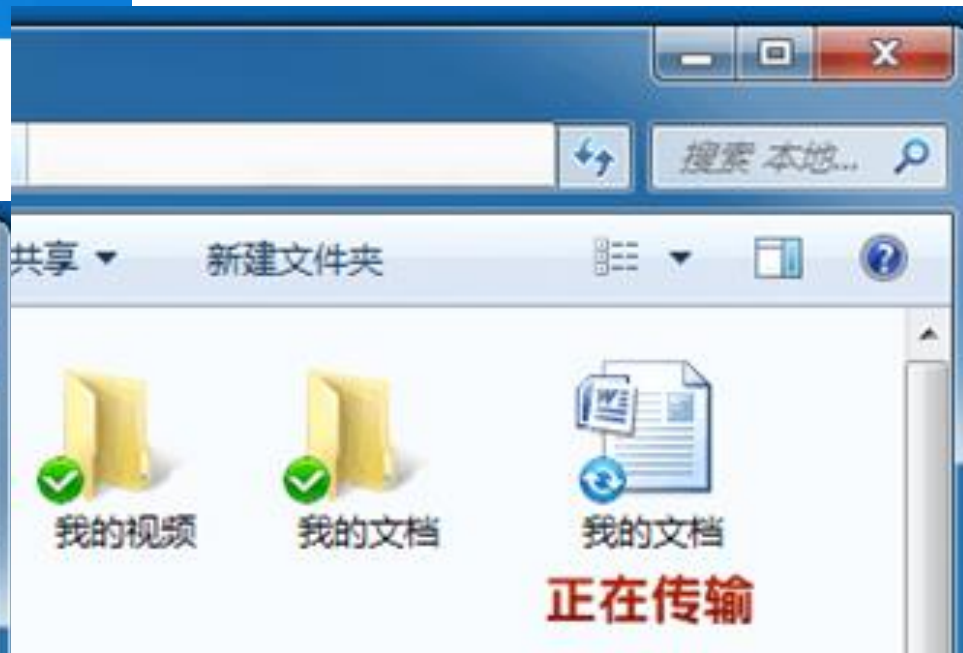 搜索 本地...
共享
新建文件夹
我的视频
我的文档
我的文档
正在传输